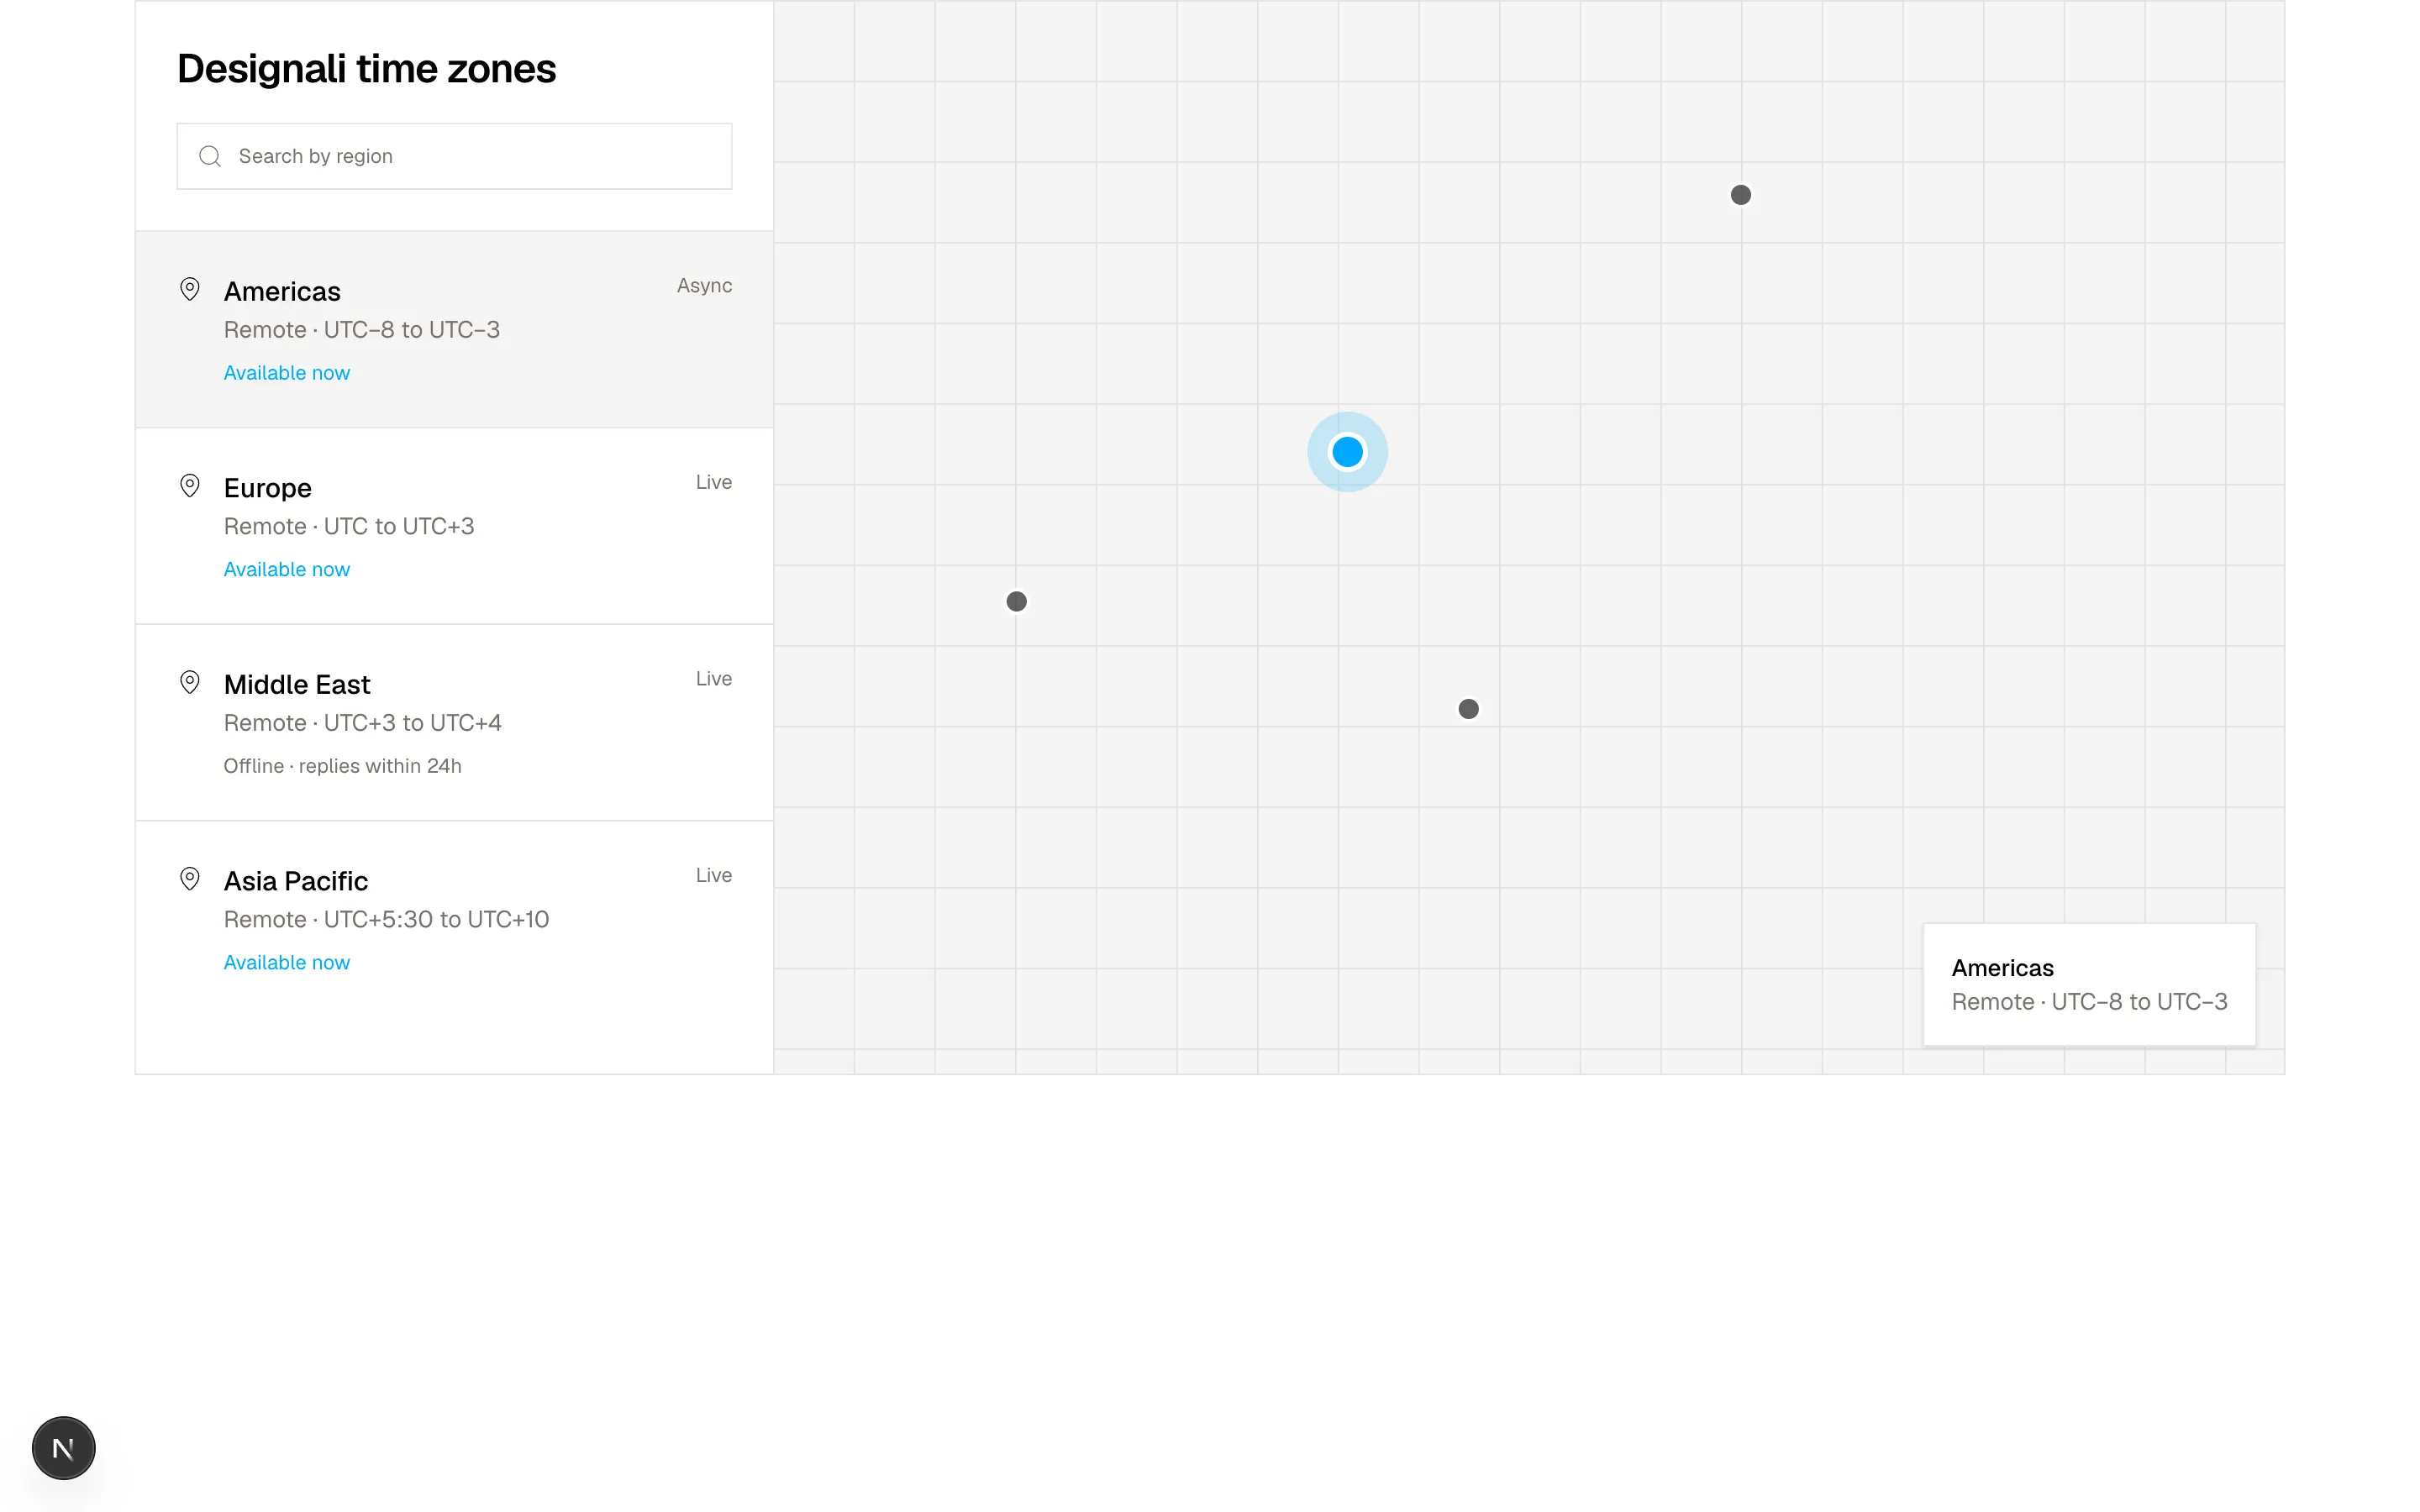 Designali time zones
Search by region
Americas
Async
Remote · UTC−8 to UTC−3
Available now
Europe
Live
Remote · UTC to UTC+3
Available now
Middle East
Live
Remote · UTC+3 to UTC+4
Offline · replies within 24h
Asia Pacific
Live
Remote · UTC+5:30 to UTC+10
Available now
Americas
Remote · UTC−8 to UTC−3
N